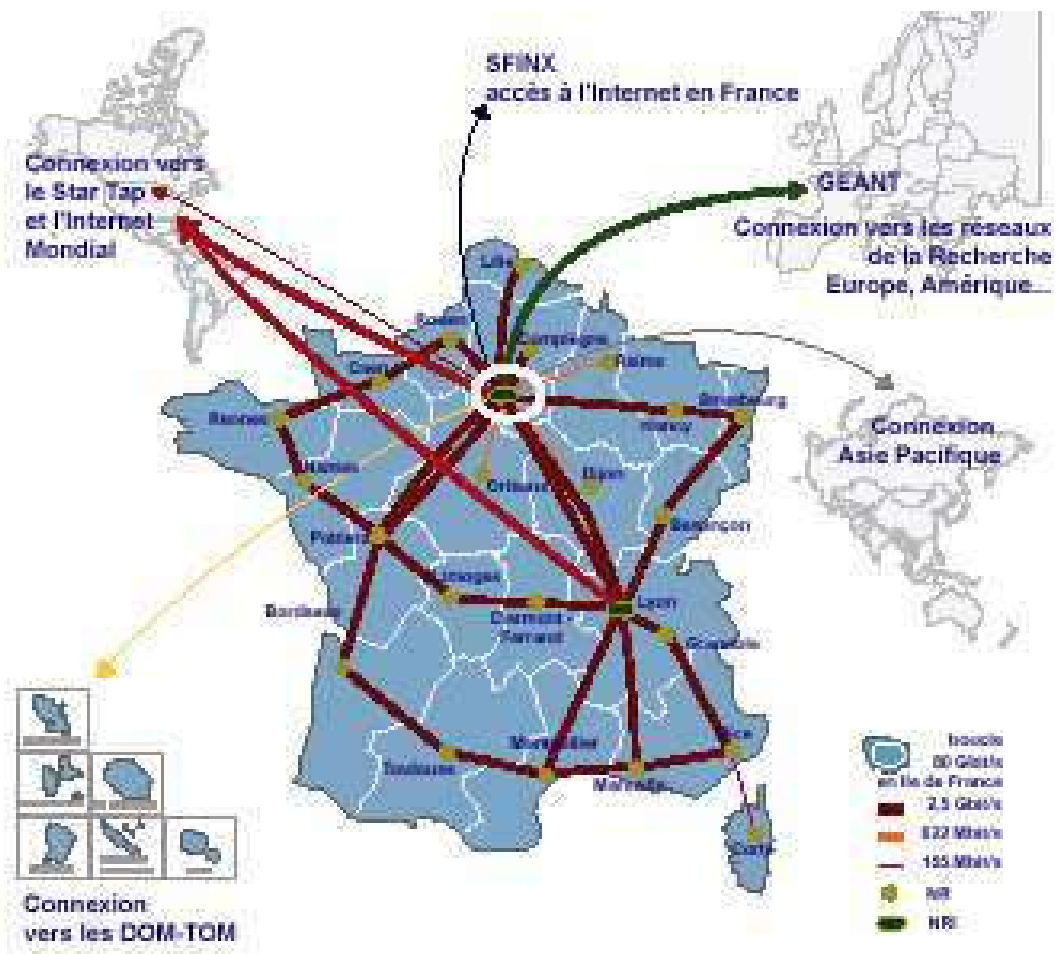 SFINX
accès à l'Internet en France
Connexion vers
le Star Tap
et l'Internet
Mondial
GEANT
Connexion vers les réseaux
de la Recherche
Europe, Amérique...
Lille
Rouen
Compiègne
Reims
Caen
Strasbourg
Nancy
Rennes
Connéxion
Asie Pacifique
Nantes
Orléans
Dijon
Besançon
Poitiers
Limoges
Lyon
Bordeaux
Clermont -
Ferrand
Grenoble
Nice
Montpellier
Toulouse
Marseille
Corte
boucle
80 Gbit/s
en Ile de France
2,5 Gbit/s
622 Mbit/s
155 Mbit/s
NR
NRI
Connexion
vers les DOM-TOM